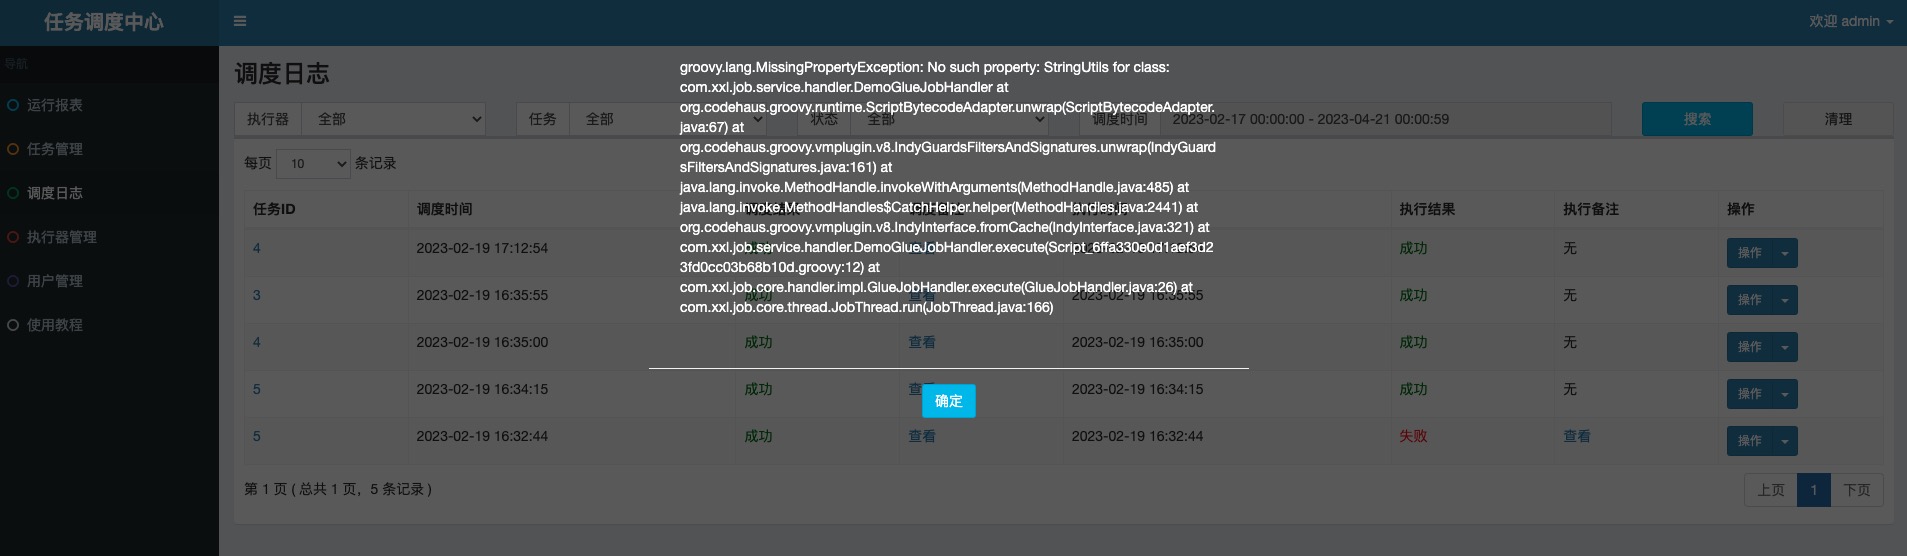 任务调度中心
欢迎 admin
导航
运行报表
任务管理
调度日志
执行器管理
用户管理
使用教程
调度日志
groovy.lang.MissingPropertyException: No such property: StringUtils for class:
com.xxl.job.service.handler.DemoGlueJobHandler at
org.codehaus.groovy.runtime.ScriptBytecodeAdapter.unwrap(ScriptBytecodeAdapter.
java:67) at
org.codehaus.groovy.vmplugin.v8.IndyGuardsFiltersAndSignatures.unwrap(IndyGuard
sFiltersAndSignatures.java:161) at
java.lang.invoke.MethodHandle.invokeWithArguments(MethodHandle.java:485) at
java.lang.invoke.MethodHandles$CatchHelper.helper(MethodHandles.java:2441) at
org.codehaus.groovy.vmplugin.v8.IndyInterface.fromCache(IndyInterface.java:321) at
com.xxl.job.service.handler.DemoGlueJobHandler.execute(Script_6ffa330e0d1aef3d2
3fd0cc03b68b10d.groovy:12) at
com.xxl.job.core.handler.impl.GlueJobHandler.execute(GlueJobHandler.java:26) at
com.xxl.job.core.thread.JobThread.run(JobThread.java:166)
确定
执行器 全部 任务 全部 状态 全部 调度时间 2023-02-17 00:00:00 - 2023-04-21 00:00:59 搜索 清理
每页 10 条记录
任务ID 调度时间 执行结果 执行备注 操作
4 2023-02-19 17:12:54 成功 无 操作
3 2023-02-19 16:35:55 成功 查看 成功 无 操作
4 2023-02-19 16:35:00 成功 查看 2023-02-19 16:35:00 成功 无 操作
5 2023-02-19 16:34:15 成功 2023-02-19 16:34:15 成功 无 操作
5 2023-02-19 16:32:44 成功 查看 2023-02-19 16:32:44 失败 查看 操作
第 1 页 ( 总共 1 页，5 条记录 )
上页 1 下页